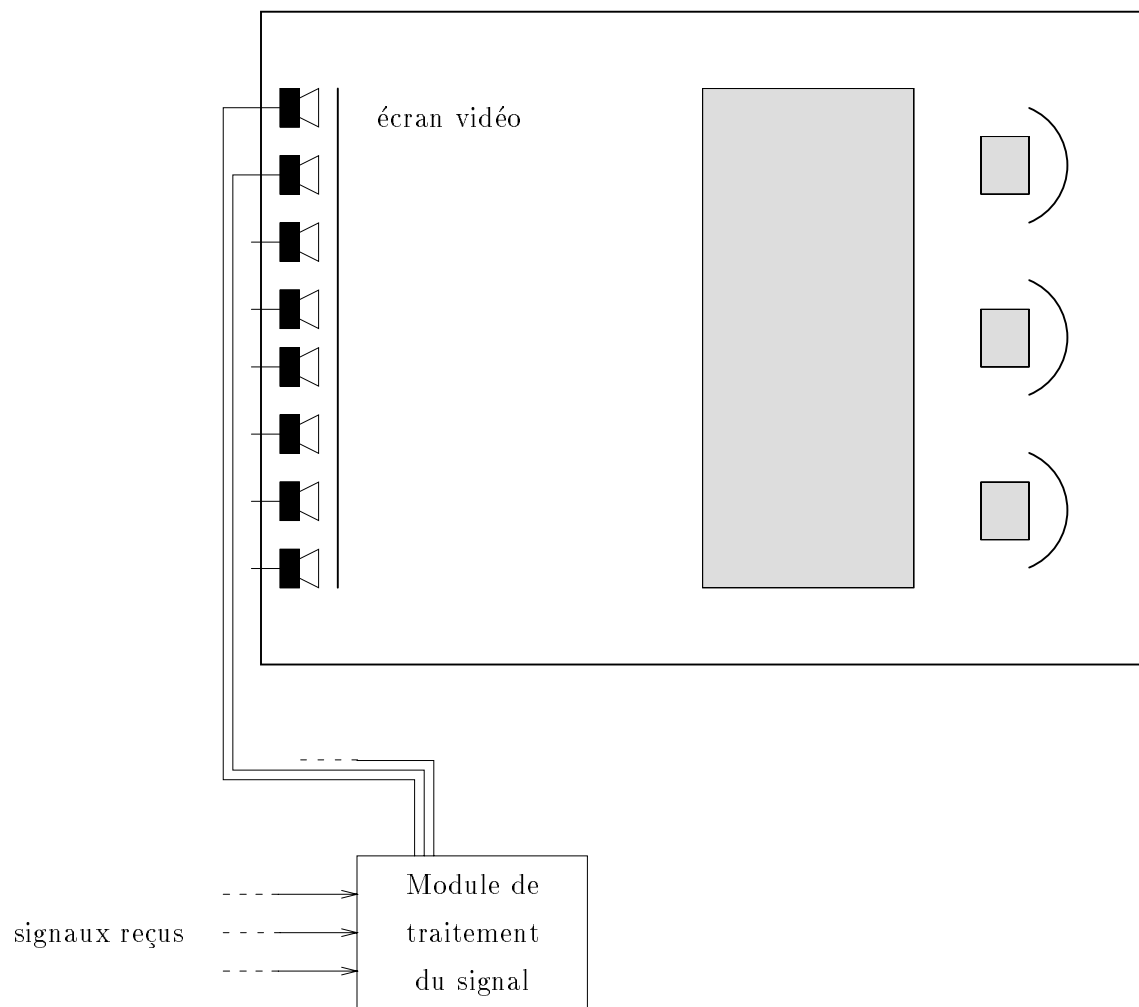 écran vidéo
Module de
signaux reçus
traitement
du signal